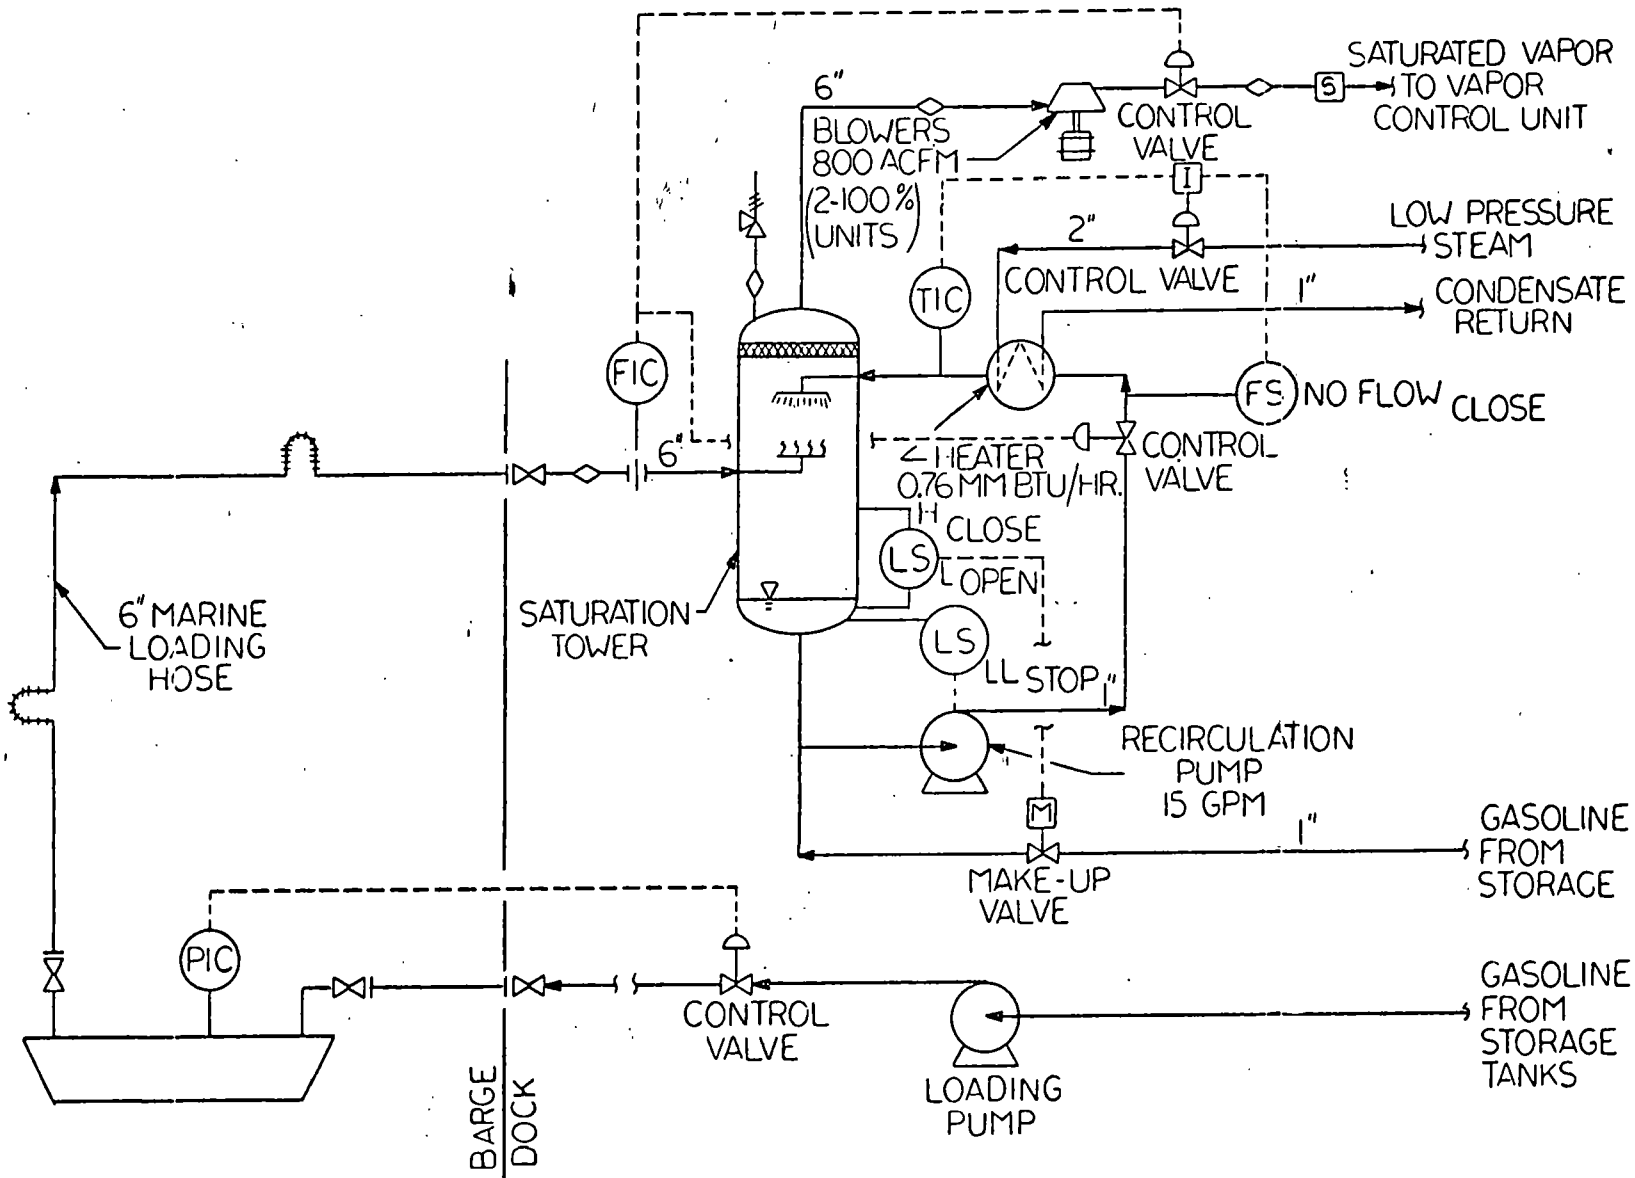 SATURATED VAPOR
TO VAPOR
CONTROL UNIT
6"
BLOWERS
800 ACFM
(2-100%
UNITS)
CONTROL
VALVE
S
I
2"
LOW PRESSURE
STEAM
CONTROL VALVE
1"
CONDENSATE
RETURN
TIC
FIC
FS
NO FLOW CLOSE
6"
HEATER
0.76 MM BTU/HR.
CONTROL
VALVE
H
CLOSE
LS
L OPEN
6" MARINE
LOADING
HOSE
SATURATION
TOWER
LS
LL STOP
1"
RECIRCULATION
PUMP
15 GPM
M
MAKE-UP
VALVE
1"
GASOLINE
FROM
STORAGE
PIC
CONTROL
VALVE
LOADING
PUMP
GASOLINE
FROM
STORAGE
TANKS
BARGE
DOCK